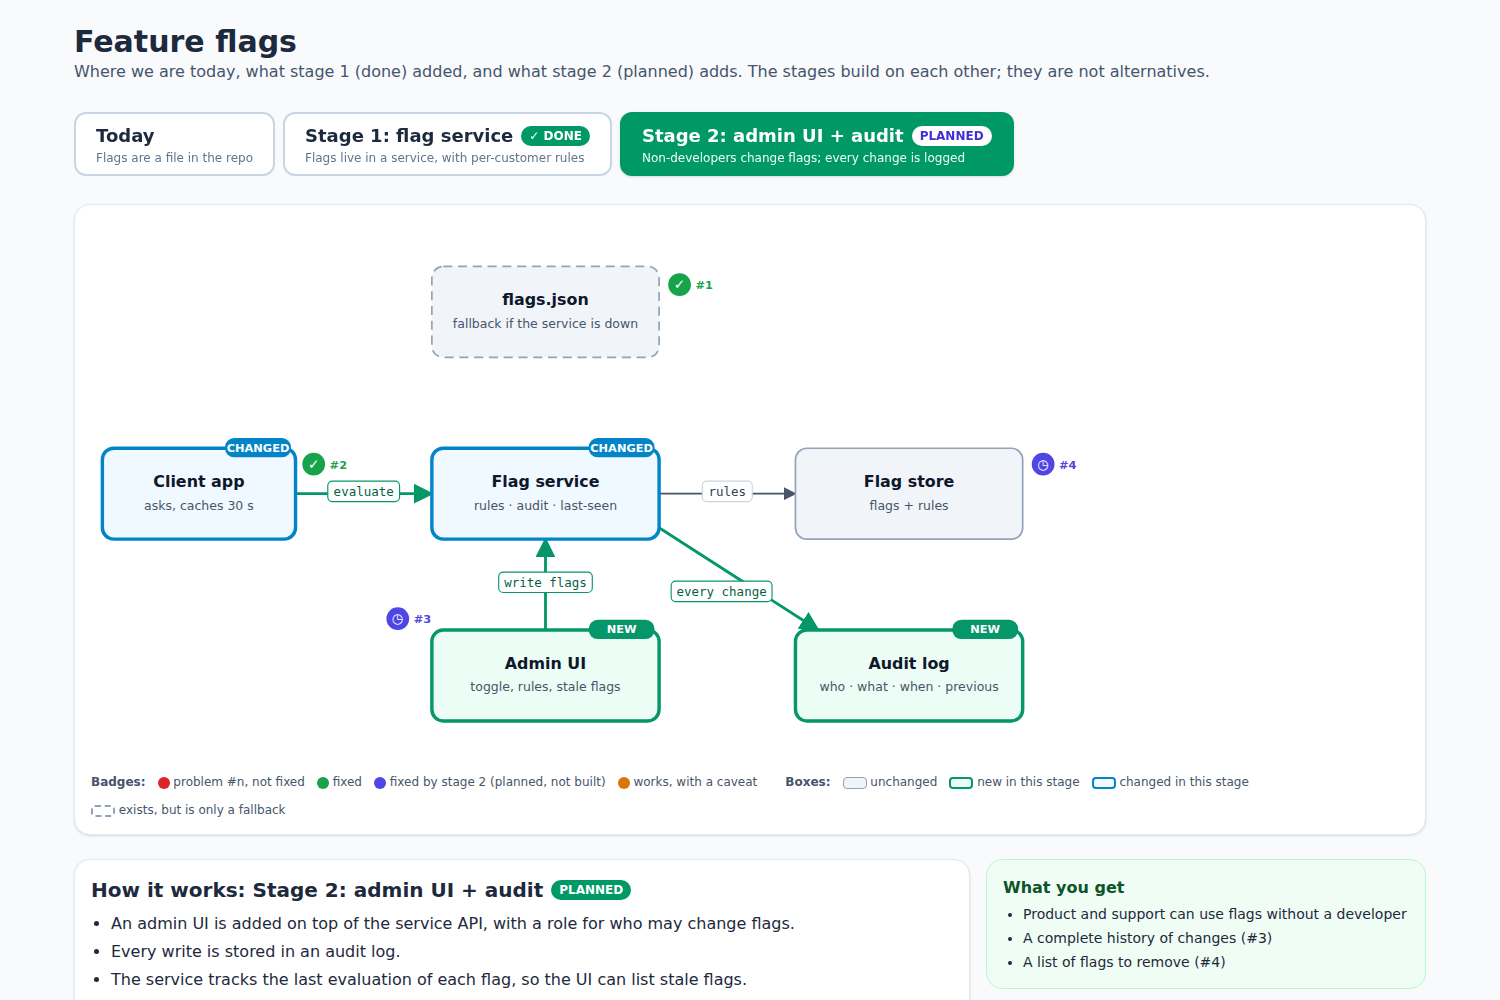 Feature flags
Where we are today, what stage 1 (done) added, and what stage 2 (planned) adds. The stages build on each other; they are not alternatives.
Today
Flags are a file in the repo
Stage 1: flag service ✓ DONE
Flags live in a service, with per-customer rules
Stage 2: admin UI + audit PLANNED
Non-developers change flags; every change is logged
flags.json
fallback if the service is down
✓ #1
CHANGED
Client app
asks, caches 30 s
✓ #2
evaluate
CHANGED
Flag service
rules · audit · last-seen
rules
Flag store
flags + rules
#4
write flags
every change
#3
NEW
Admin UI
toggle, rules, stale flags
NEW
Audit log
who · what · when · previous
Badges: problem #n, not fixed fixed fixed by stage 2 (planned, not built) works, with a caveat Boxes: unchanged new in this stage changed in this stage
exists, but is only a fallback
How it works: Stage 2: admin UI + audit PLANNED
• An admin UI is added on top of the service API, with a role for who may change flags.
• Every write is stored in an audit log.
• The service tracks the last evaluation of each flag, so the UI can list stale flags.
What you get
• Product and support can use flags without a developer
• A complete history of changes (#3)
• A list of flags to remove (#4)